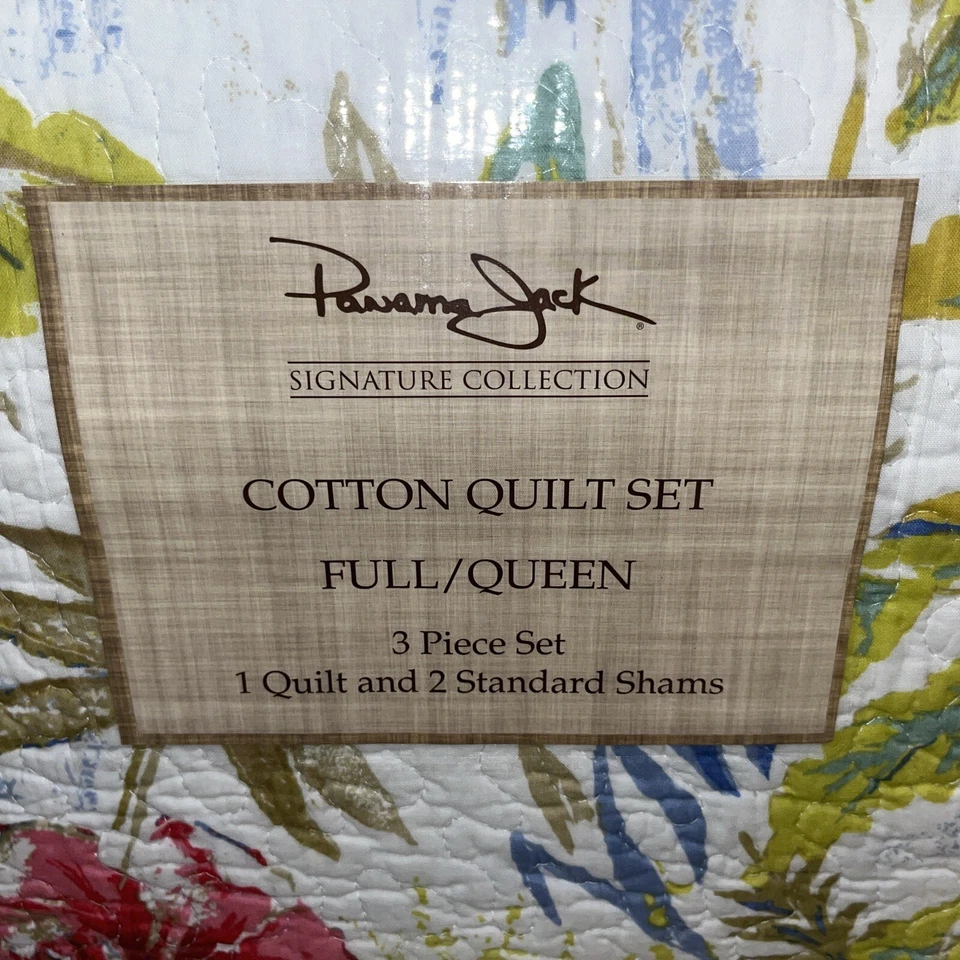 Panama Jack®
SIGNATURE COLLECTION
COTTON QUILT SET
FULL/QUEEN
3 Piece Set
1 Quilt and 2 Standard Shams